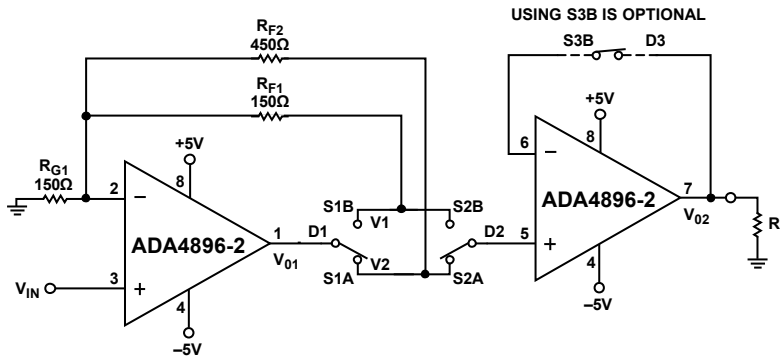 USING S3B IS OPTIONAL
RF2
450Ω
S3B
D3
RF1
150Ω
+5V
8
6
−
RG1
150Ω
+5V
8
2
−
ADA4896-2
7
V02
R
S1B
V1
S2B
ADA4896-2
1
D1
V01
D2
5
+
V2
S1A
S2A
4
−5V
VIN
3
+
4
−5V